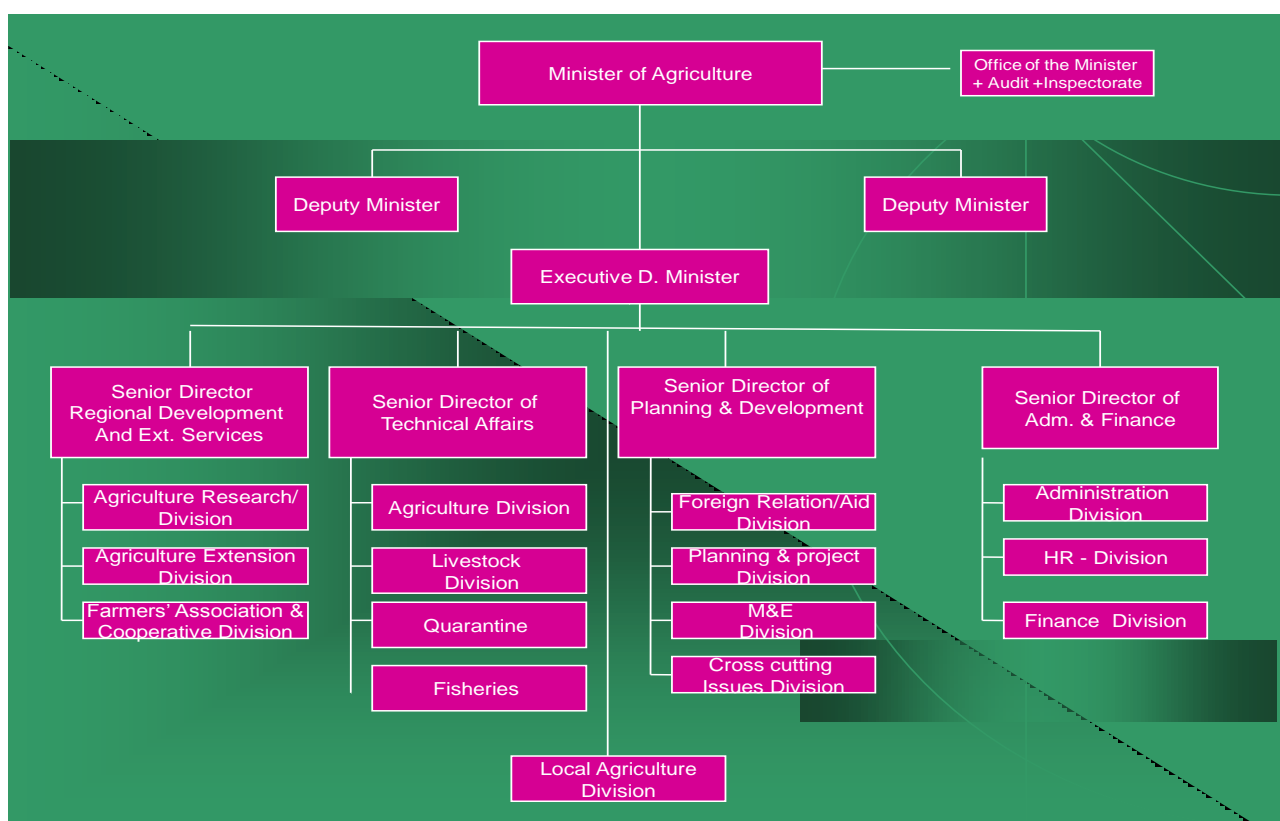 Minister of Agriculture
Office of the Minister
+ Audit +Inspectorate
Deputy Minister
Deputy Minister
Executive D. Minister
Senior Director
Regional Development
And Ext. Services
Senior Director of
Technical Affairs
Senior Director of
Planning & Development
Senior Director of
Adm. & Finance
Agriculture Research/
Division
Agriculture Extension
Division
Farmers’ Association &
Cooperative Division
Agriculture Division
Livestock
Division
Quarantine
Fisheries
Foreign Relation/Aid
Division
Planning & project
Division
M&E
Division
Cross cutting
Issues Division
Administration
Division
HR - Division
Finance Division
Local Agriculture
Division